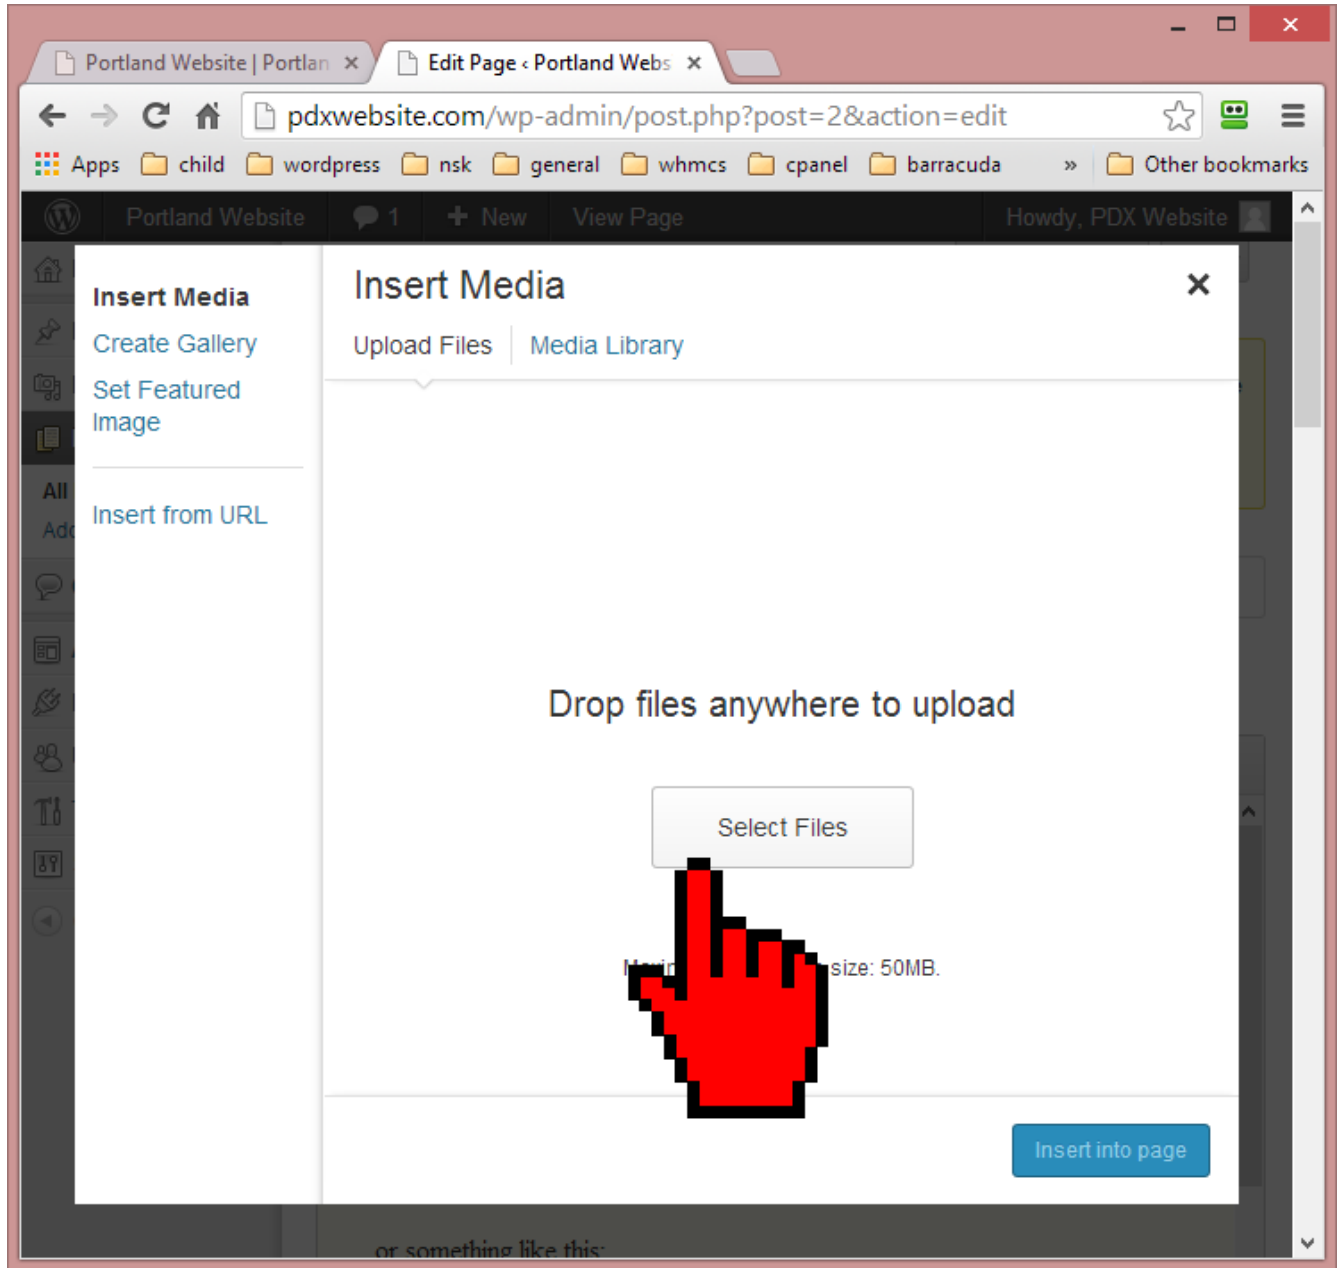 Portland Website | Portlan
Edit Page ‹ Portland Webs
pdxwebsite.com/wp-admin/post.php?post=2&action=edit
Apps child wordpress nsk general whmcs cpanel barracuda » Other bookmarks
Portland Website 1 + New View Page Howdy, PDX Website
Insert Media
Create Gallery
Set Featured
Image
Insert from URL
Insert Media
Upload Files Media Library
Drop files anywhere to upload
Select Files
size: 50MB.
Insert into page
All
Add
or something like this: